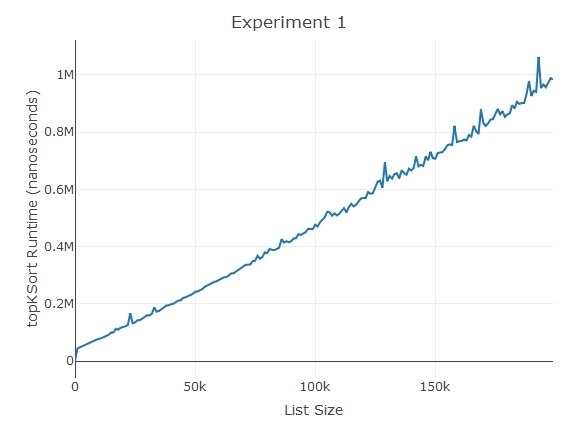 Experiment 1
topKSort Runtime (nanoseconds)
1M
0.8M
0.6M
0.4M
0.2M
0
0 50k 100k 150k
List Size